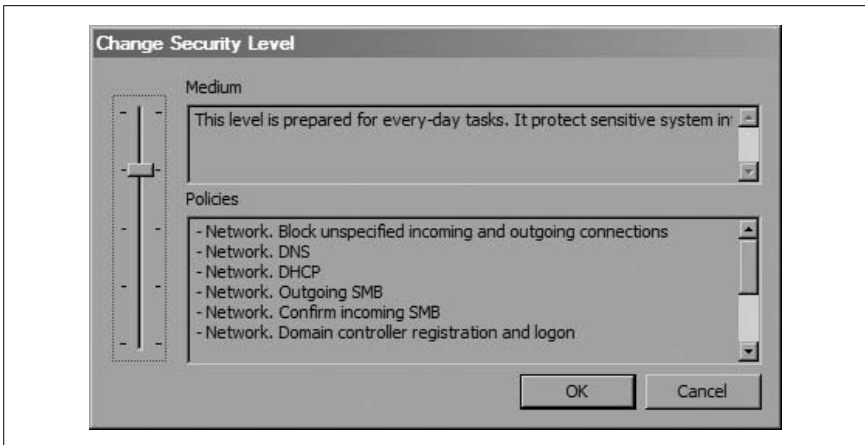 Change Security Level
Medium
This level is prepared for every-day tasks. It protect sensitive system in
Policies
- Network. Block unspecified incoming and outgoing connections
- Network. DNS
- Network. DHCP
- Network. Outgoing SMB
- Network. Confirm incoming SMB
- Network. Domain controller registration and logon
OK
Cancel